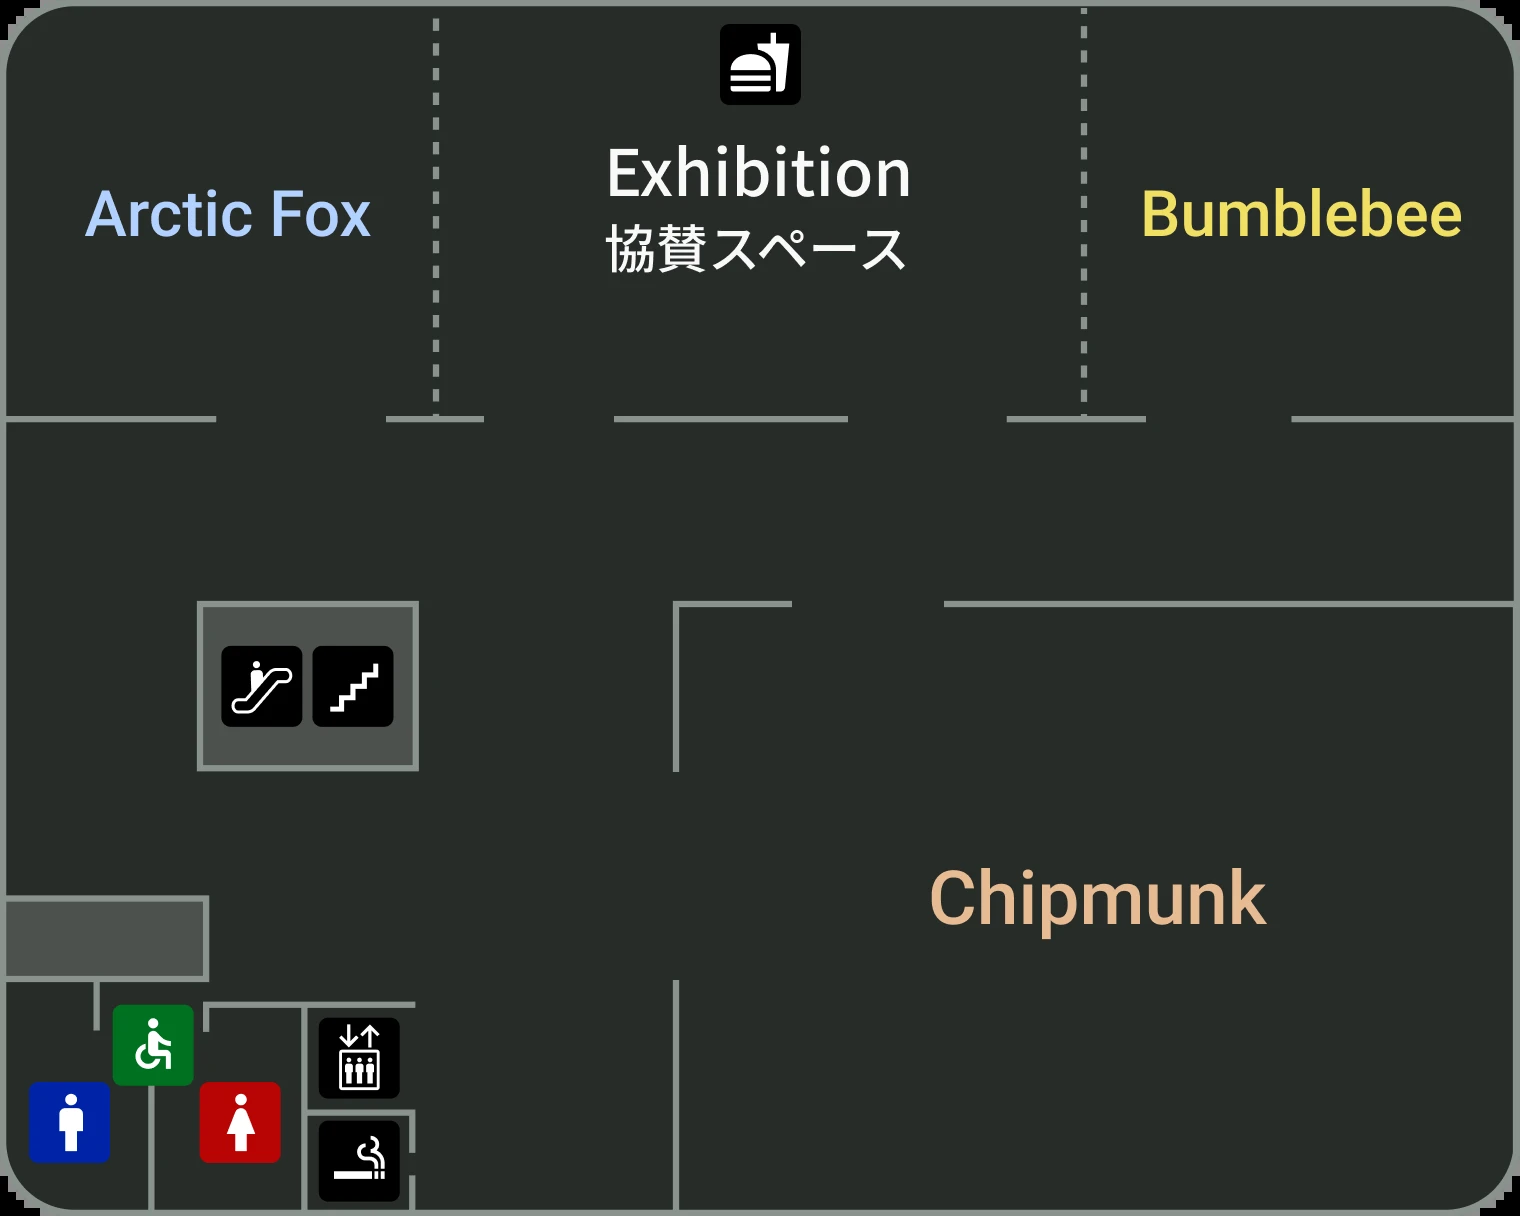 Exhibition
協賛スペース
Arctic Fox
Bumblebee
Chipmunk